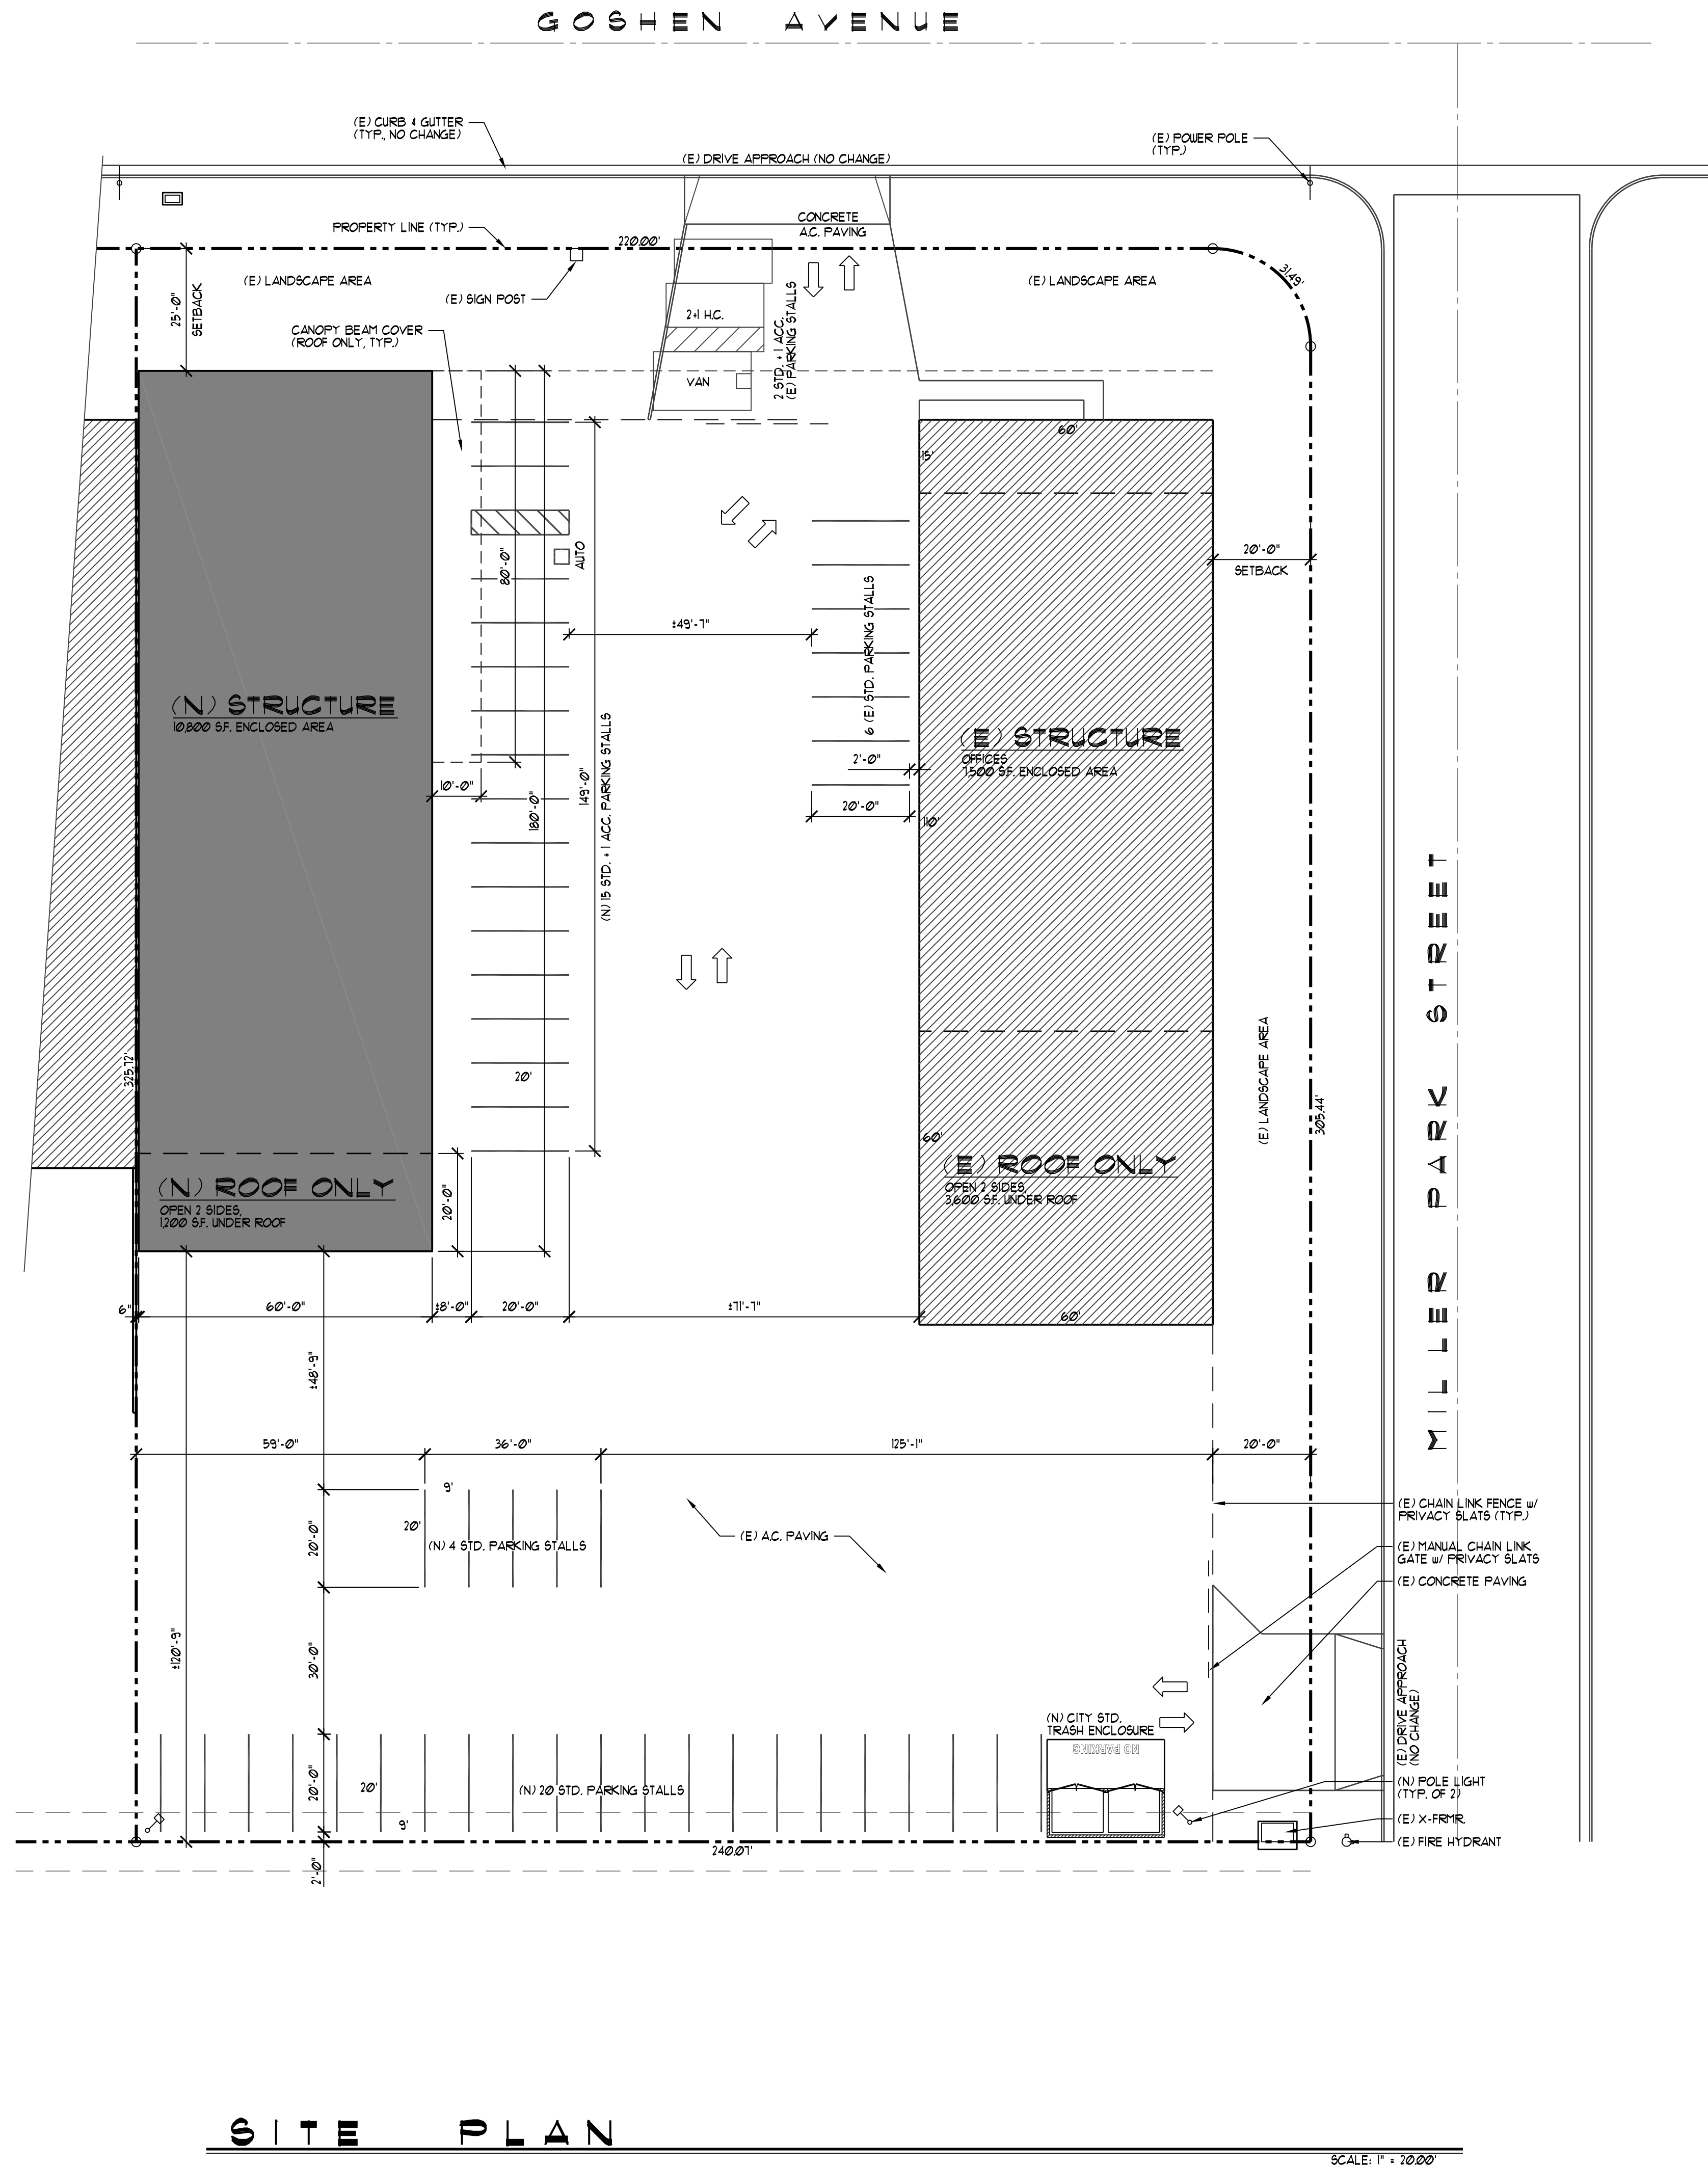 GOSHEN AVENUE
(E) CURB & GUTTER
(TYP., NO CHANGE)
(E) POWER POLE
(TYP.)
(E) DRIVE APPROACH (NO CHANGE)
CONCRETE
A.C. PAVING
PROPERTY LINE (TYP.)
220.00'
(E) LANDSCAPE AREA
(E) LANDSCAPE AREA
31.49'
(E) SIGN POST
25'-0"
SETBACK
CANOPY BEAM COVER
(ROOF ONLY, TYP.)
2+1 H.C.
VAN
2 STD. + 1 ACC.
(E) PARKING STALLS
60'
15'
AUTO
80'-0"
20'-0"
SETBACK
±49'-7"
6 (E) STD. PARKING STALLS
(N) STRUCTURE
10,800 S.F. ENCLOSED AREA
(E) STRUCTURE
OFFICES
7,500 S.F. ENCLOSED AREA
2'-0"
10'-0"
180'-0"
149'-0"
(N) 15 STD. + 1 ACC. PARKING STALLS
20'-0"
110'
MILLER PARK STREET
325.72'
20'
(E) LANDSCAPE AREA
305.44'
60'
(N) ROOF ONLY
OPEN 2 SIDES,
1,200 S.F. UNDER ROOF
20'-0"
(E) ROOF ONLY
OPEN 2 SIDES,
3,600 S.F. UNDER ROOF
6"
60'-0"
±8'-0"
20'-0"
±71'-7"
60'
±48'-9"
59'-0"
36'-0"
125'-1"
20'-0"
9'
20'
20'-0"
(N) 4 STD. PARKING STALLS
(E) A.C. PAVING
(E) CHAIN LINK FENCE w/
PRIVACY SLATS (TYP.)
(E) MANUAL CHAIN LINK
GATE w/ PRIVACY SLATS
(E) CONCRETE PAVING
±120'-9"
30'-0"
(E) DRIVE APPROACH
(NO CHANGE)
(N) CITY STD.
TRASH ENCLOSURE
NO PARKING
20'-0"
20'
(N) 20 STD. PARKING STALLS
9'
(N) POLE LIGHT
(TYP. OF 2)
(E) X-FRMR.
(E) FIRE HYDRANT
240.07'
2'-0"
SITE PLAN
SCALE: 1" = 20.00'